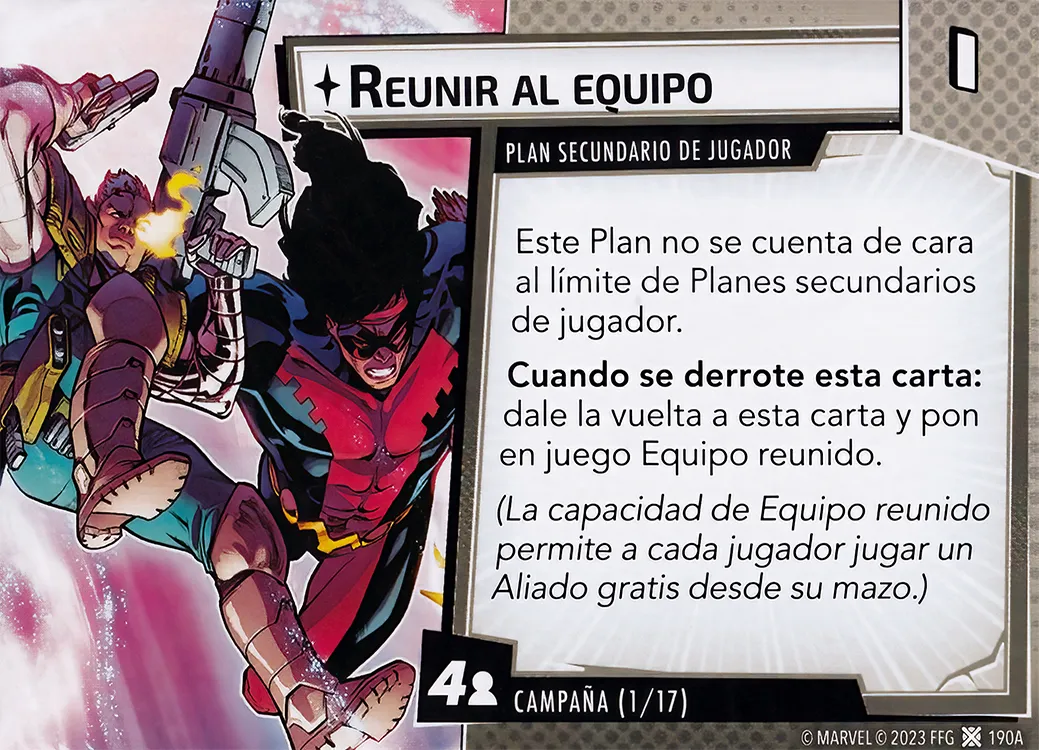 REUNIR AL EQUIPO
PLAN SECUNDARIO DE JUGADOR
Este Plan no se cuenta de cara
al límite de Planes secundarios
de jugador.
Cuando se derrote esta carta:
dale la vuelta a esta carta y pon
en juego Equipo reunido.
(La capacidad de Equipo reunido
permite a cada jugador jugar un
Aliado gratis desde su mazo.)
4
CAMPAÑA (1/17)
© MARVEL © 2023 FFG 190A